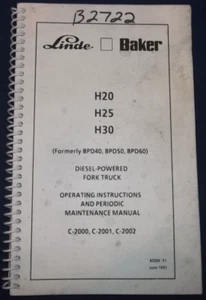 B2722
Linde Baker
H20
H25
H30
(Formerly BPD40, BPD50, BPD60)
DIESEL-POWERED
FORK TRUCK
OPERATING INSTRUCTIONS
AND PERIODIC
MAINTENANCE MANUAL
C-2000, C-2001, C-2002